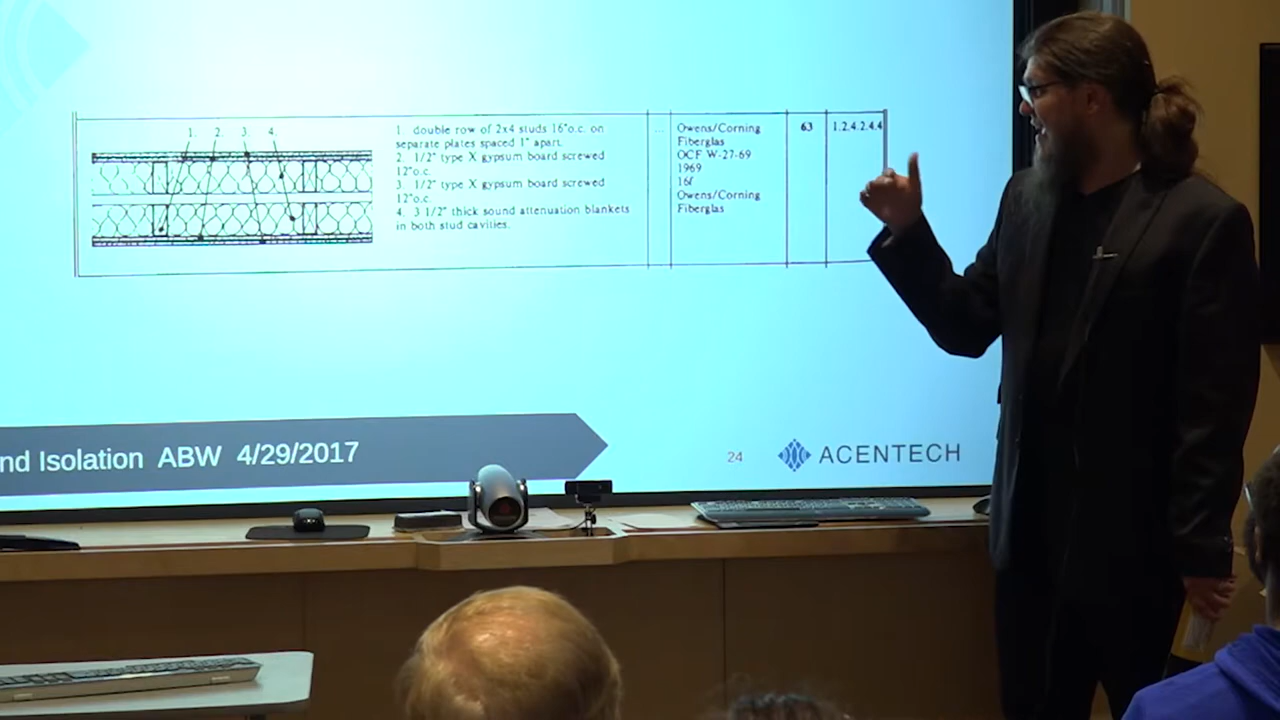 1. 2. 3. 4.
1. double row of 2x4 studs 16"o.c. on
separate plates spaced 1" apart.
2. 1/2" type X gypsum board screwed
12"o.c.
3. 1/2" type X gypsum board screwed
12"o.c.
4. 3 1/2" thick sound attenuation blankets
in both stud cavities.
...
Owens/Corning
Fiberglas
OCF W-27-69
1969
16f
Owens/Corning
Fiberglas
63
1.2.4.2.4.4
nd Isolation ABW 4/29/2017
24
ACENTECH